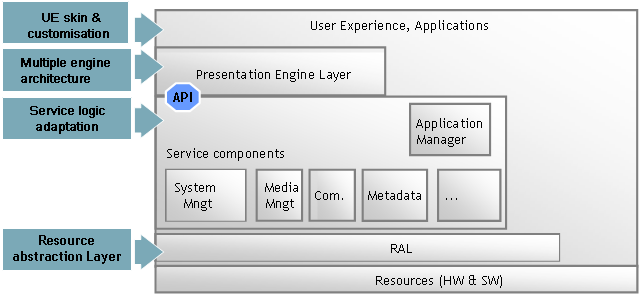 UE skin &
customisation
User Experience, Applications
Multiple engine
architecture
Presentation Engine Layer
API
Service logic
adaptation
Application
Manager
Service components
System
Mngt
Media
Mngt
Com.
Metadata
...
Resource
abstraction Layer
RAL
Resources (HW & SW)